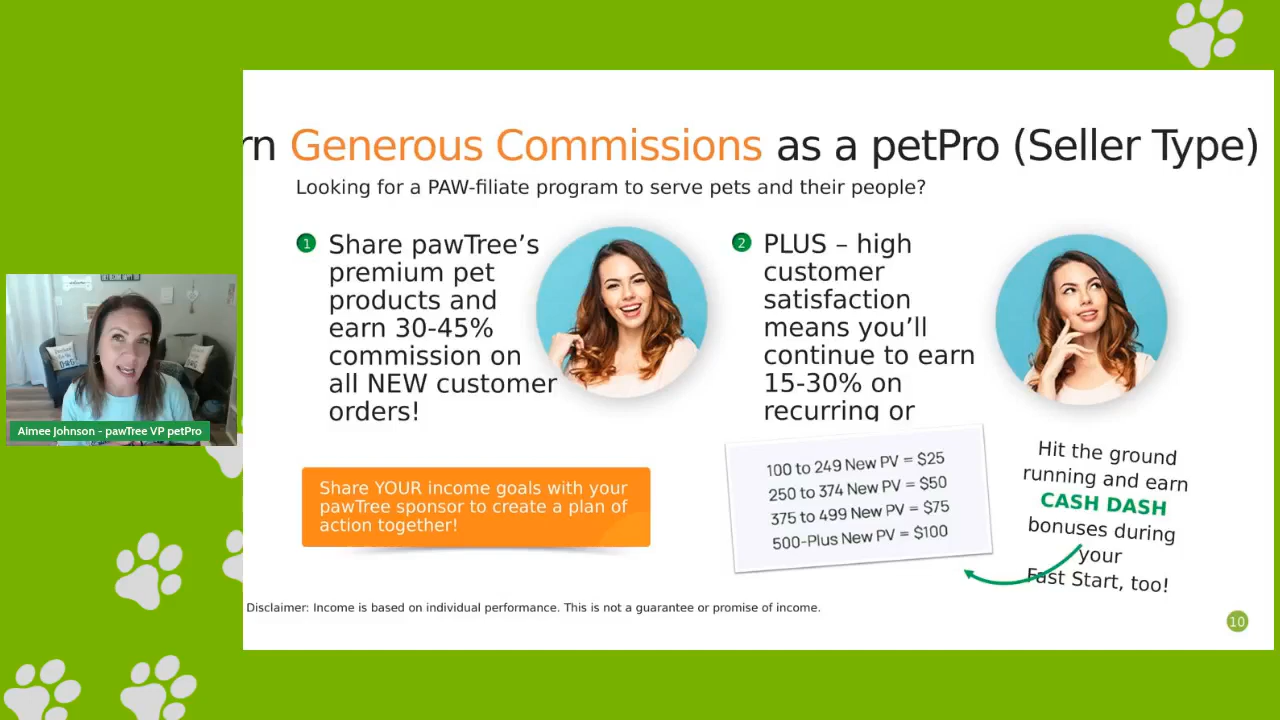 rn Generous Commissions as a petPro (Seller Type)
Looking for a PAW-filiate program to serve pets and their people?
1
Share pawTree’s
premium pet
products and
earn 30-45%
commission on
all NEW customer
orders!
2
PLUS – high
customer
satisfaction
means you’ll
continue to earn
15-30% on
recurring or
Share YOUR income goals with your
pawTree sponsor to create a plan of
action together!
100 to 249 New PV = $25
250 to 374 New PV = $50
375 to 499 New PV = $75
500-Plus New PV = $100
Hit the ground
running and earn
CASH DASH
bonuses during
your
Fast Start, too!
Disclaimer: Income is based on individual performance. This is not a guarantee or promise of income.
10
Aimee Johnson - pawTree VP petPro